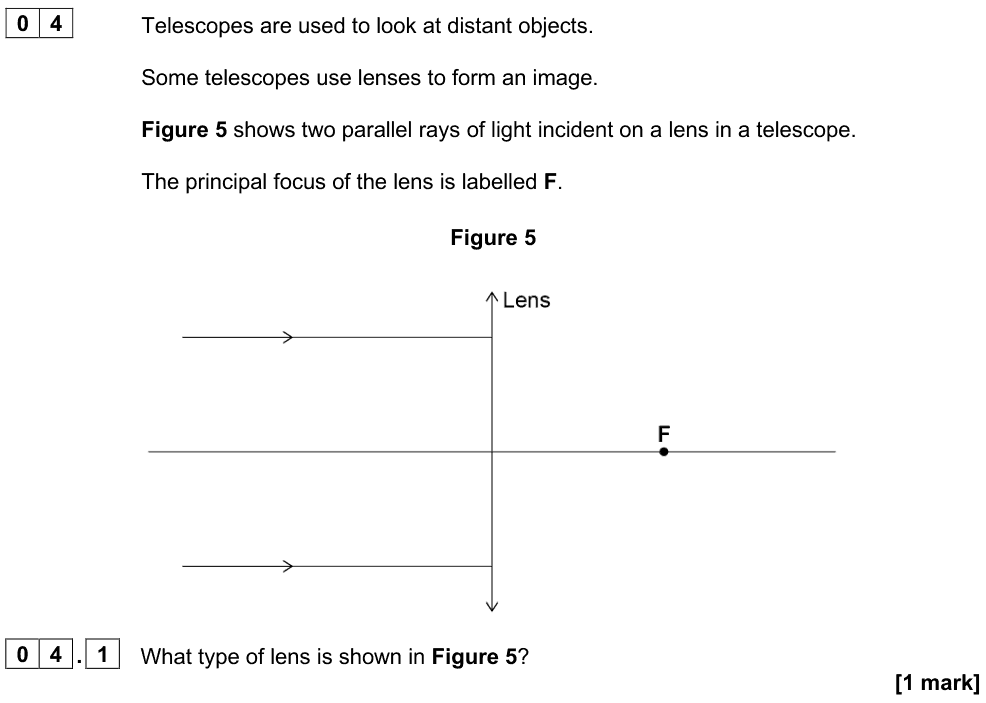 0 4 Telescopes are used to look at distant objects.
Some telescopes use lenses to form an image.
Figure 5 shows two parallel rays of light incident on a lens in a telescope.
The principal focus of the lens is labelled F.
Figure 5
Lens
F
0 4 . 1 What type of lens is shown in Figure 5?
[1 mark]